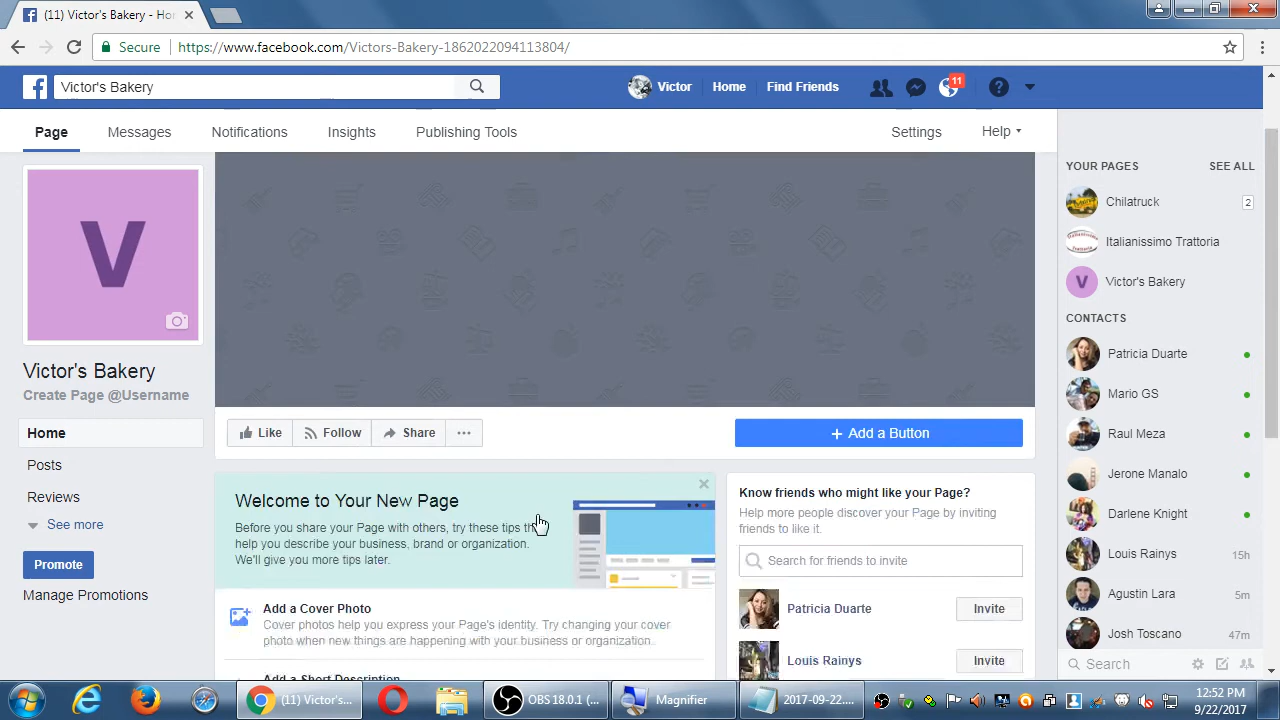 (11) Victor's Bakery - Ho
Secure
https://www.facebook.com/Victors-Bakery-1862022094113804/
Victor's Bakery
Victor
Home
Find Friends
11
Page
Messages
Notifications
Insights
Publishing Tools
Settings
Help
V
Victor's Bakery
Create Page @Username
Home
Posts
Reviews
See more
Promote
Manage Promotions
Like
Follow
Share
+ Add a Button
Welcome to Your New Page
Before you share your Page with others, try these tips th
help you describe your business, brand or organization.
We'll give you more tips later.
Add a Cover Photo
Cover photos help you express your Page's identity. Try changing your cover
photo when new things are happening with your business or organization.
Add a Short Description
Know friends who might like your Page?
Help more people discover your Page by inviting
friends to like it.
Search for friends to invite
Patricia Duarte
Invite
Louis Rainys
Invite
YOUR PAGES
SEE ALL
Chilatruck
2
Italianissimo Trattoria
V
Victor's Bakery
CONTACTS
Patricia Duarte
Mario GS
Raul Meza
Jerone Manalo
Darlene Knight
Louis Rainys
15h
Agustin Lara
5m
Josh Toscano
47m
Search
(11) Victor's...
OBS 18.0.1 (...
Magnifier
2017-09-22....
12:52 PM
9/22/2017